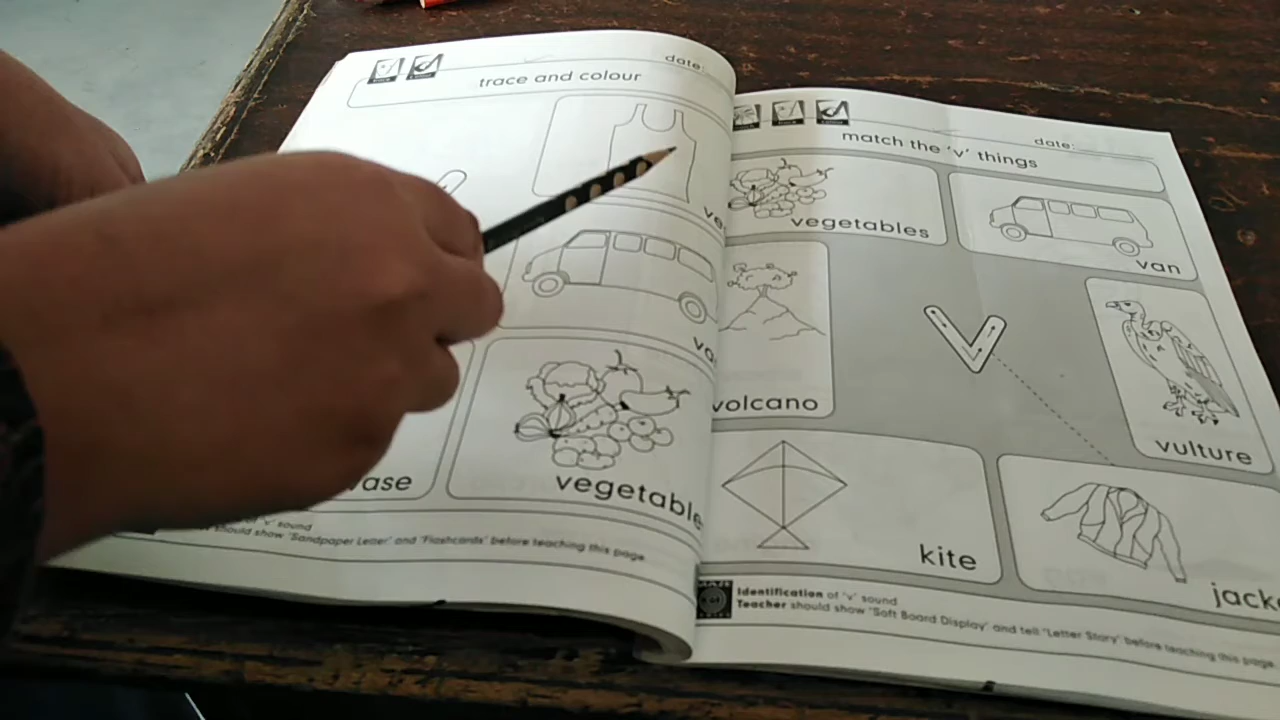 date:
trace and colour
vegetable
'v' sound
should show 'Sandpaper Letter' and 'Flashcards' before teaching this page.
date:
match the 'v' things
vegetables
van
volcano
v
vulture
kite
Identification of 'v' sound
Teacher should show 'Soft Board Display' and tell 'Letter Story' before teaching this page.